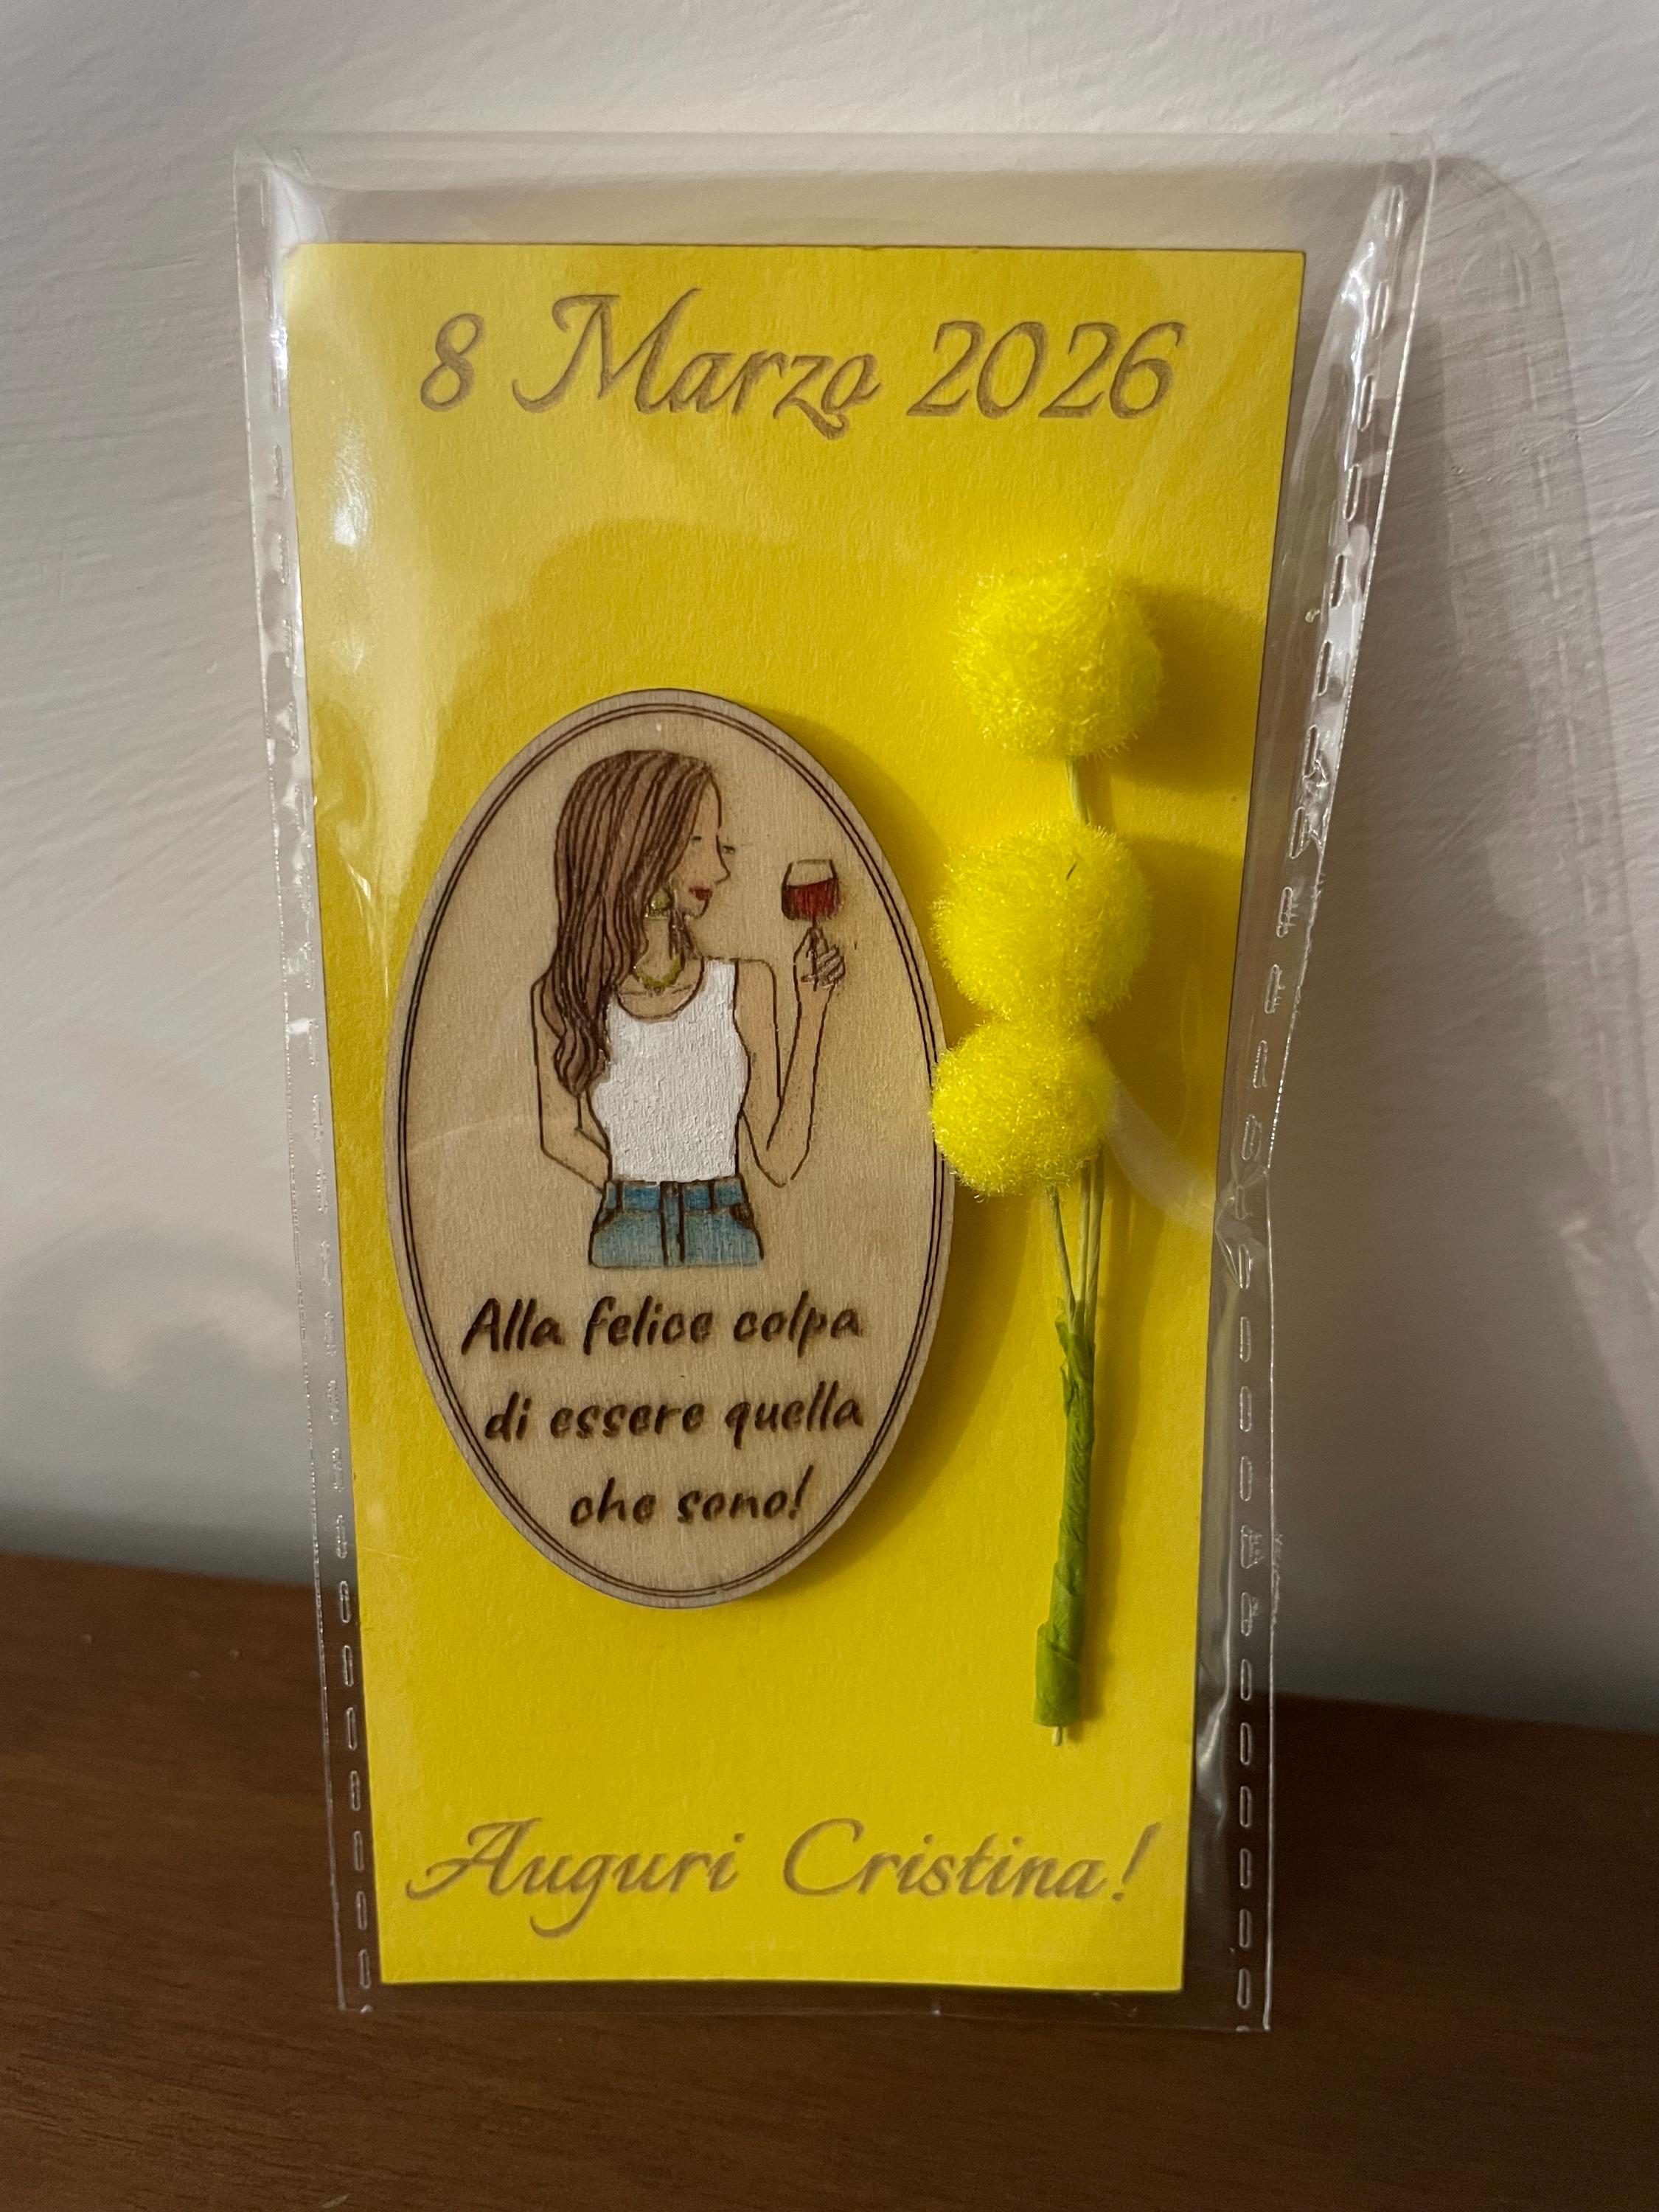 8 Marzo 2026
Alla felice colpa
di essere quella
che sono!
Auguri Cristina!